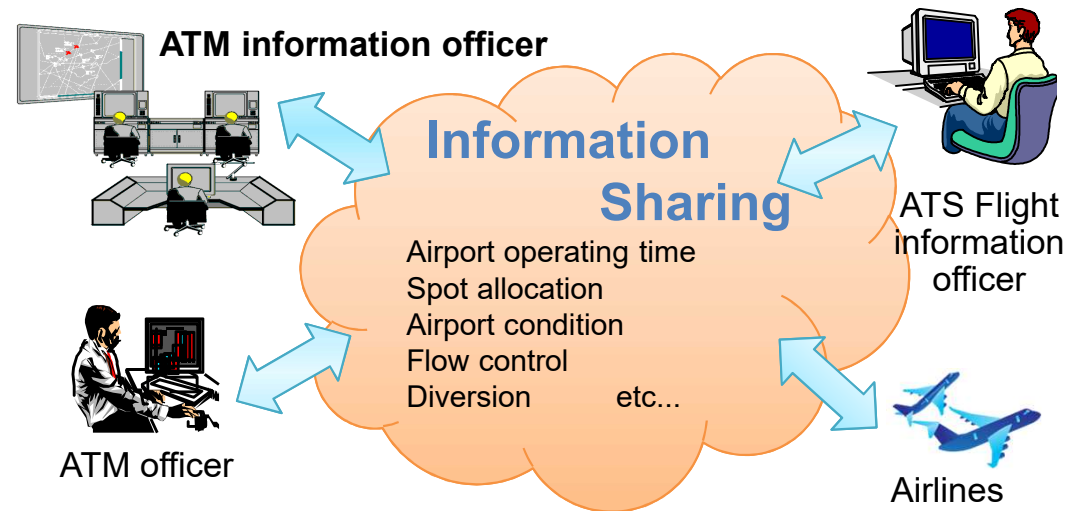 ATM information officer
Information
Sharing
Airport operating time
Spot allocation
Airport condition
Flow control
Diversion etc...
ATS Flight
information
officer
ATM officer
Airlines